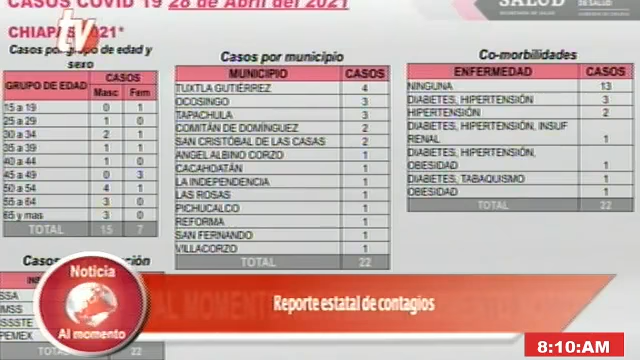 CASOS COVID 19 28 de Abril del 2021
SALUD
CHIAPAS 2021*
tv
Casos por grupo de edad y sexo
GRUPO DE EDAD CASOS
Masc Fem
15 a 19 0 1
25 a 29 1 0
30 a 34 2 1
35 a 39 1 1
40 a 44 1 0
45 a 49 0 3
50 a 54 4 1
55 a 64 3 0
65 y mas 3 0
TOTAL 15 7
Casos por municipio
MUNICIPIO CASOS
TUXTLA GUTIÉRREZ 4
OCOSINGO 3
TAPACHULA 3
COMITÁN DE DOMÍNGUEZ 2
SAN CRISTÓBAL DE LAS CASAS 2
ANGEL ALBINO CORZO 1
CACAHOATÁN 1
LA INDEPENDENCIA 1
LAS ROSAS 1
PICHUCALCO 1
REFORMA 1
SAN FERNANDO 1
VILLACORZO 1
TOTAL 22
Co-morbilidades
ENFERMEDAD CASOS
NINGUNA 13
DIABETES, HIPERTENSIÓN 3
HIPERTENSIÓN 2
DIABETES, HIPERTENSIÓN, INSUF
RENAL 1
DIABETES, HIPERTENSIÓN,
OBESIDAD 1
DIABETES, TABAQUISMO 1
OBESIDAD 1
TOTAL 22
SSA
IMSS
ISSSTE
PEMEX
22
Noticia
Al momento
Reporte estatal de contagios
8:10:AM